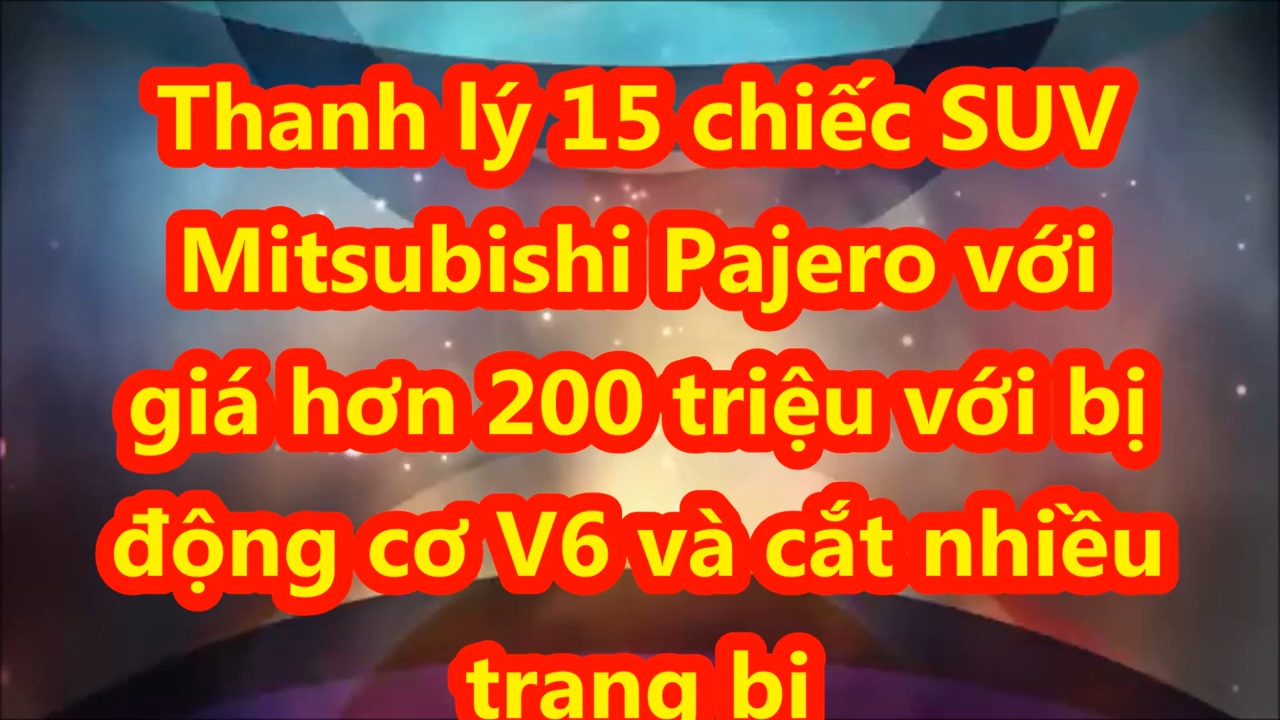 Thanh lý 15 chiếc SUV
Mitsubishi Pajero với
giá hơn 200 triệu với bị
động cơ V6 và cắt nhiều
trang bị